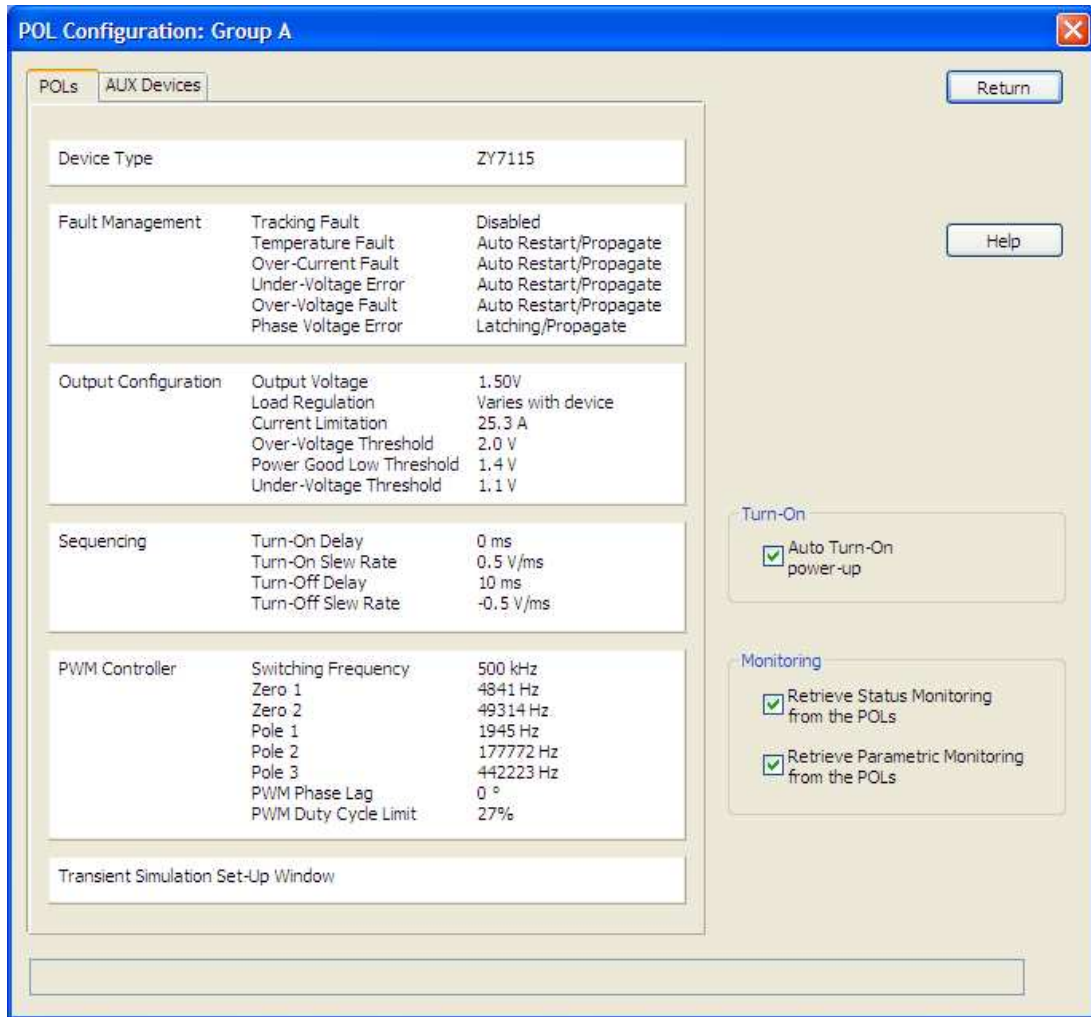 POL Configuration: Group A
POLs AUX Devices
Return
Device Type ZY7115
Fault Management Tracking Fault Disabled
Temperature Fault Auto Restart/Propagate
Help
Over-Current Fault Auto Restart/Propagate
Under-Voltage Error Auto Restart/Propagate
Over-Voltage Fault Auto Restart/Propagate
Phase Voltage Error Latching/Propagate
Output Configuration Output Voltage 1.50V
Load Regulation Varies with device
Current Limitation 25.3 A
Over-Voltage Threshold 2.0 V
Power Good Low Threshold 1.4 V
Under-Voltage Threshold 1.1 V
Sequencing Turn-On Delay 0 ms
Turn-On Slew Rate 0.5 V/ms
Turn-Off Delay 10 ms
Turn-Off Slew Rate -0.5 V/ms
Turn-On
Auto Turn-On
power-up
PWM Controller Switching Frequency 500 kHz
Zero 1 4841 Hz
Zero 2 49314 Hz
Pole 1 1945 Hz
Pole 2 177772 Hz
Pole 3 442223 Hz
PWM Phase Lag 0 °
PWM Duty Cycle Limit 27%
Monitoring
Retrieve Status Monitoring
from the POLs
Retrieve Parametric Monitoring
from the POLs
Transient Simulation Set-Up Window